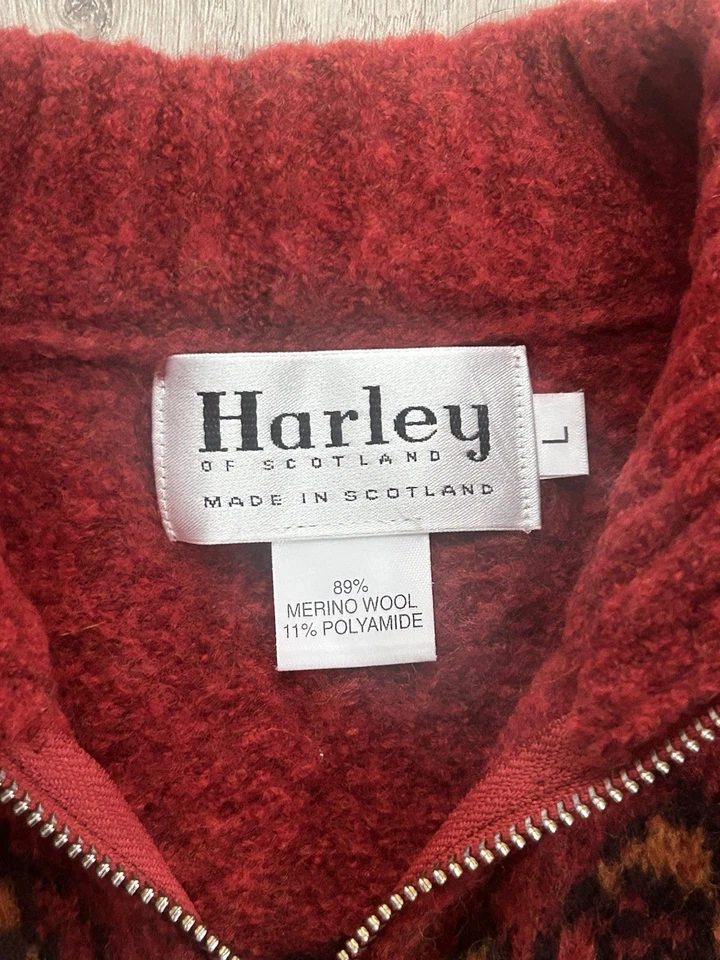 Harley
OF SCOTLAND
MADE IN SCOTLAND
L
89%
MERINO WOOL
11% POLYAMIDE